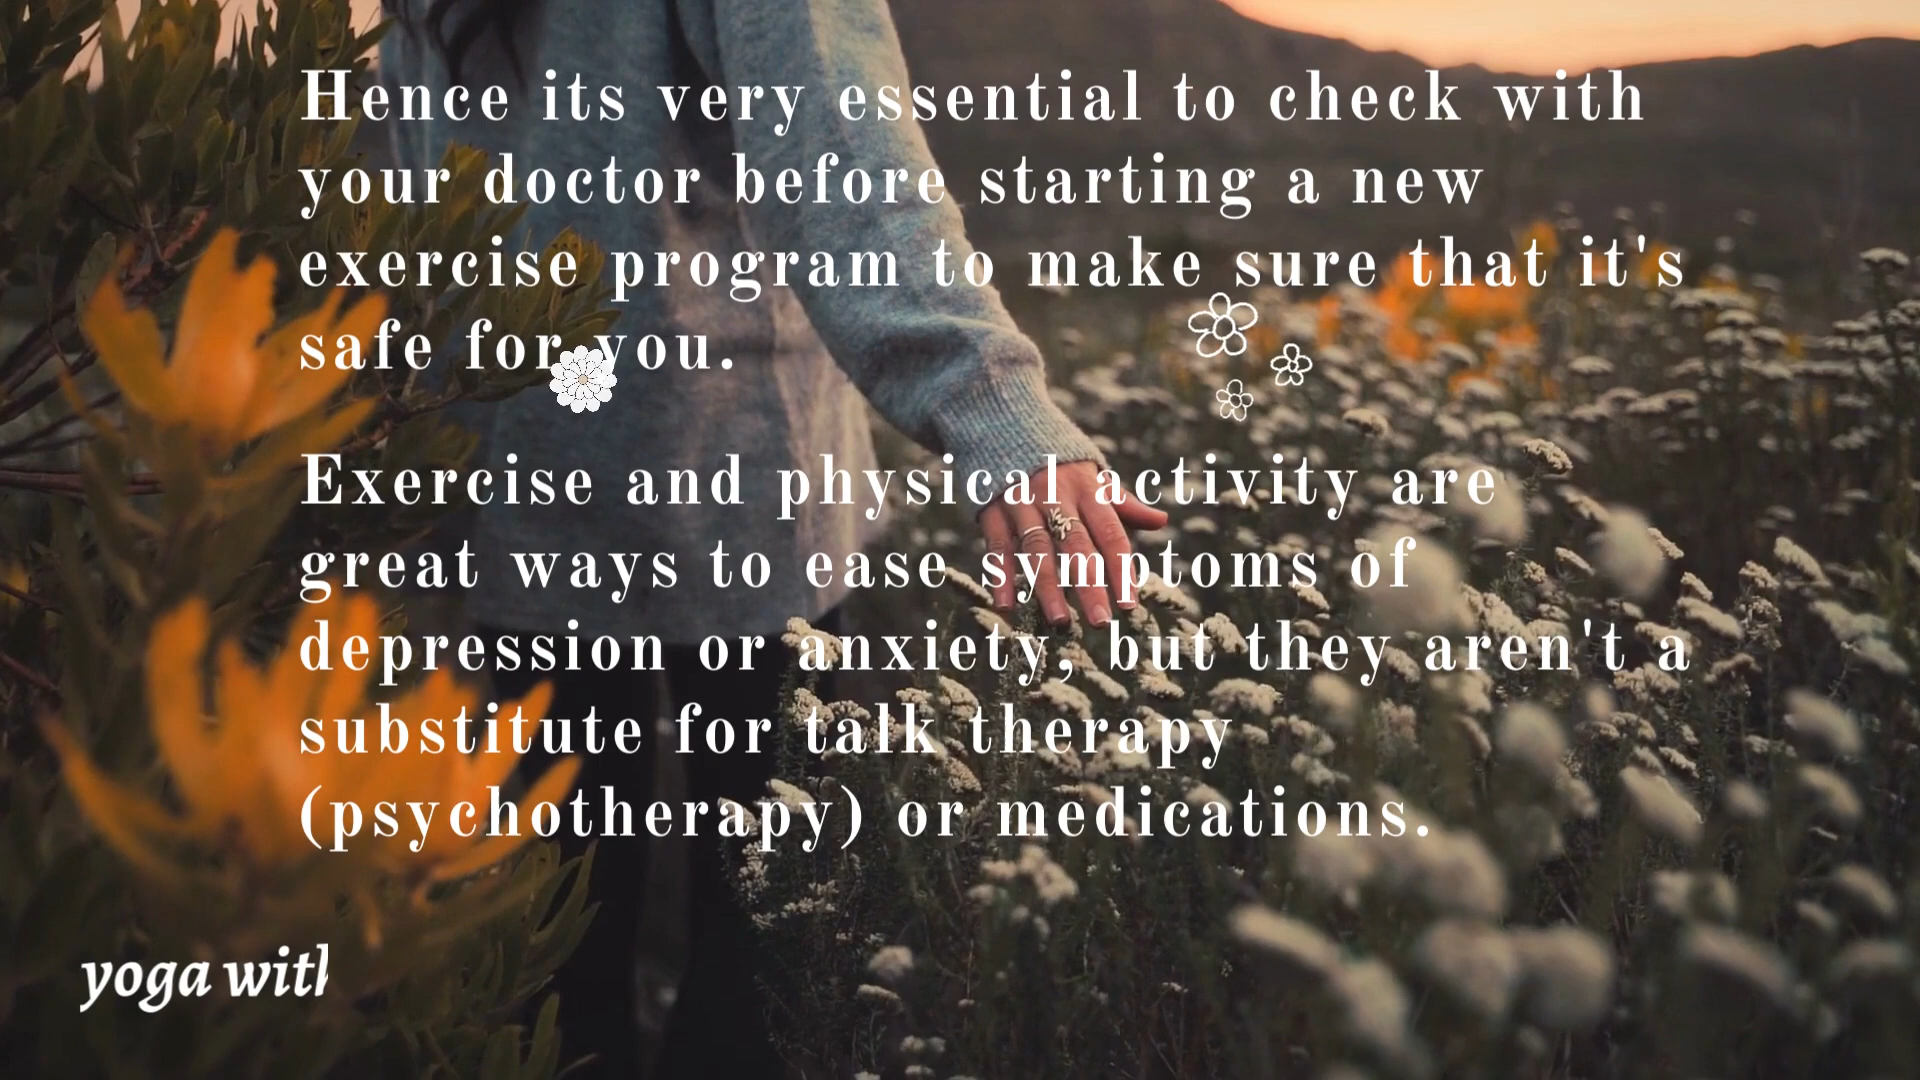 Hence its very essential to check with
your doctor before starting a new
exercise program to make sure that it's
safe for you.
Exercise and physical activity are
great ways to ease symptoms of
depression or anxiety, but they aren't a
substitute for talk therapy
(psychotherapy) or medications.
yoga with